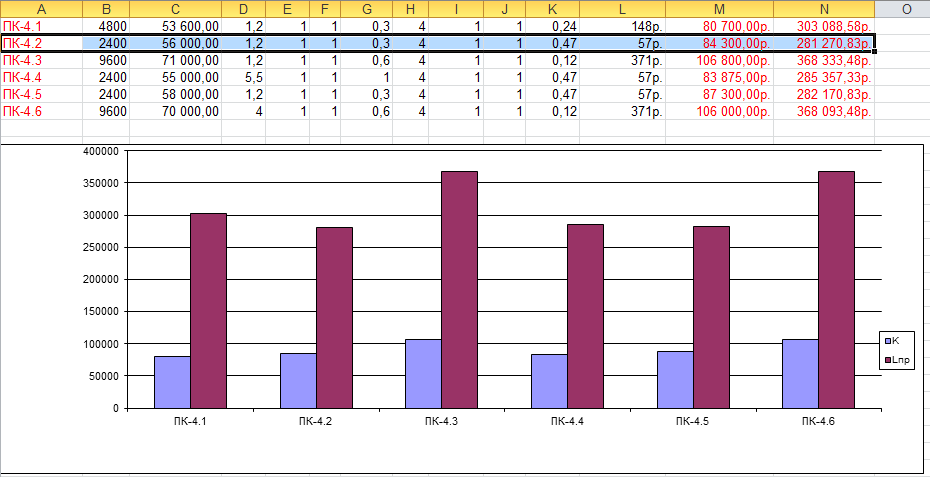 A B C D E F G H I J K L M N O
ПК-4.1 4800 53 600,00 1,2 1 1 0,3 4 1 1 0,24 148р. 80 700,00р. 303 088,58р.
ПК-4.2 2400 56 000,00 1,2 1 1 0,3 4 1 1 0,47 57р. 84 300,00р. 281 270,83р.
ПК-4.3 9600 71 000,00 1,2 1 1 0,6 4 1 1 0,12 371р. 106 800,00р. 368 333,48р.
ПК-4.4 2400 55 000,00 5,5 1 1 1 4 1 1 0,47 57р. 83 875,00р. 285 357,33р.
ПК-4.5 2400 58 000,00 1,2 1 1 0,3 4 1 1 0,47 57р. 87 300,00р. 282 170,83р.
ПК-4.6 9600 70 000,00 4 1 1 0,6 4 1 1 0,12 371р. 106 000,00р. 368 093,48р.
400000
350000
300000
250000
200000
150000
100000
50000
0
ПК-4.1 ПК-4.2 ПК-4.3 ПК-4.4 ПК-4.5 ПК-4.6
К
Lпр